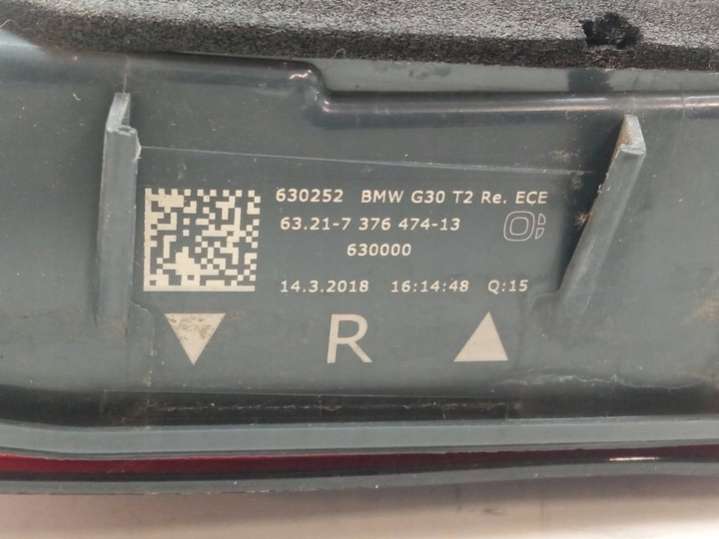 630252 BMW G30 T2 Re. ECE
63.21-7 376 474-13
630000
14.3.2018 16:14:48 Q:15
R